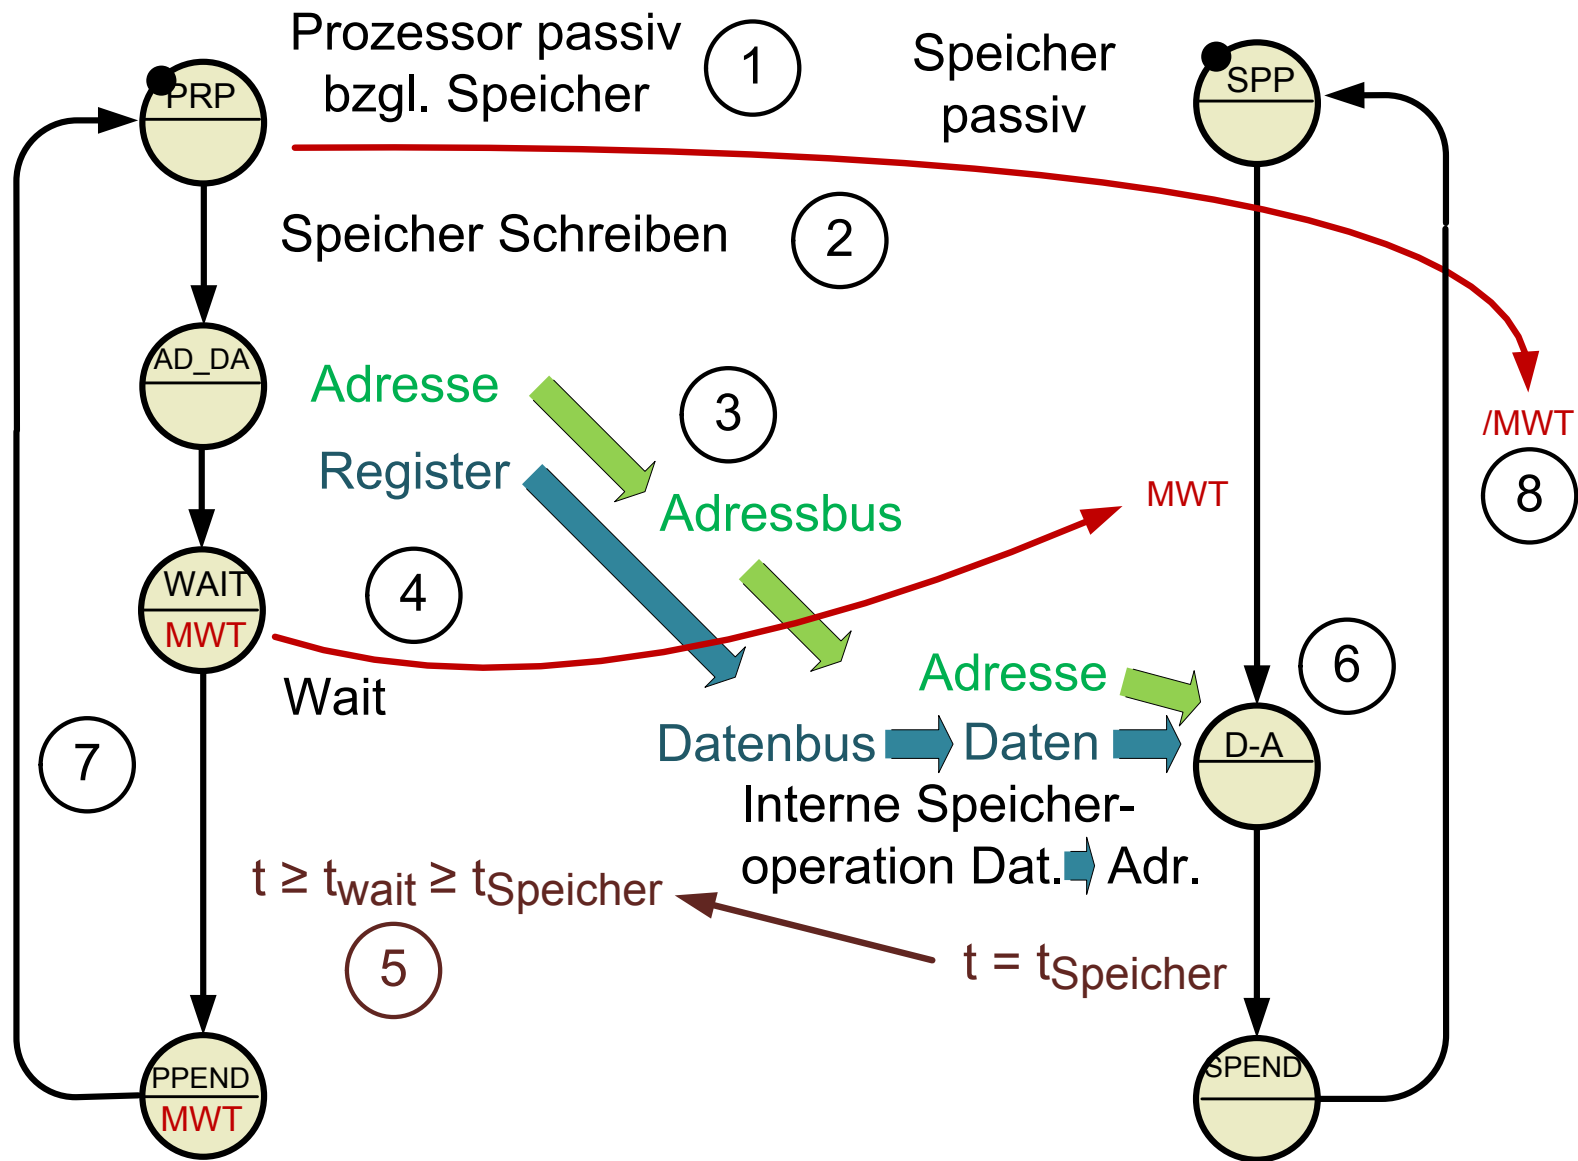 Prozessor passiv
bzgl. Speicher
1
Speicher
passiv
PRP
SPP
Speicher Schreiben
2
AD_DA
Adresse
3
Register
/MWT
8
MWT
Adressbus
WAIT
MWT
4
Wait
6
Adresse
7
Datenbus
Daten
D-A
Interne Speicher-
operation Dat.
Adr.
t ≥ twait ≥ tSpeicher
5
t = tSpeicher
PPEND
MWT
SPEND